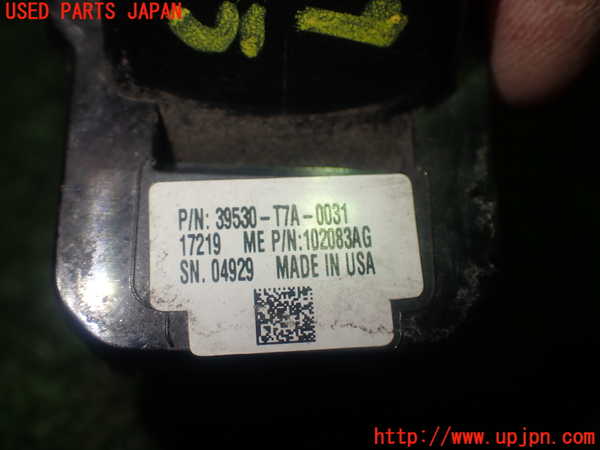 USED PARTS JAPAN
P/N: 39530-T7A-0031
17219 ME P/N:102083AG
SN. 04929 MADE IN USA
http://www.upjpn.com/